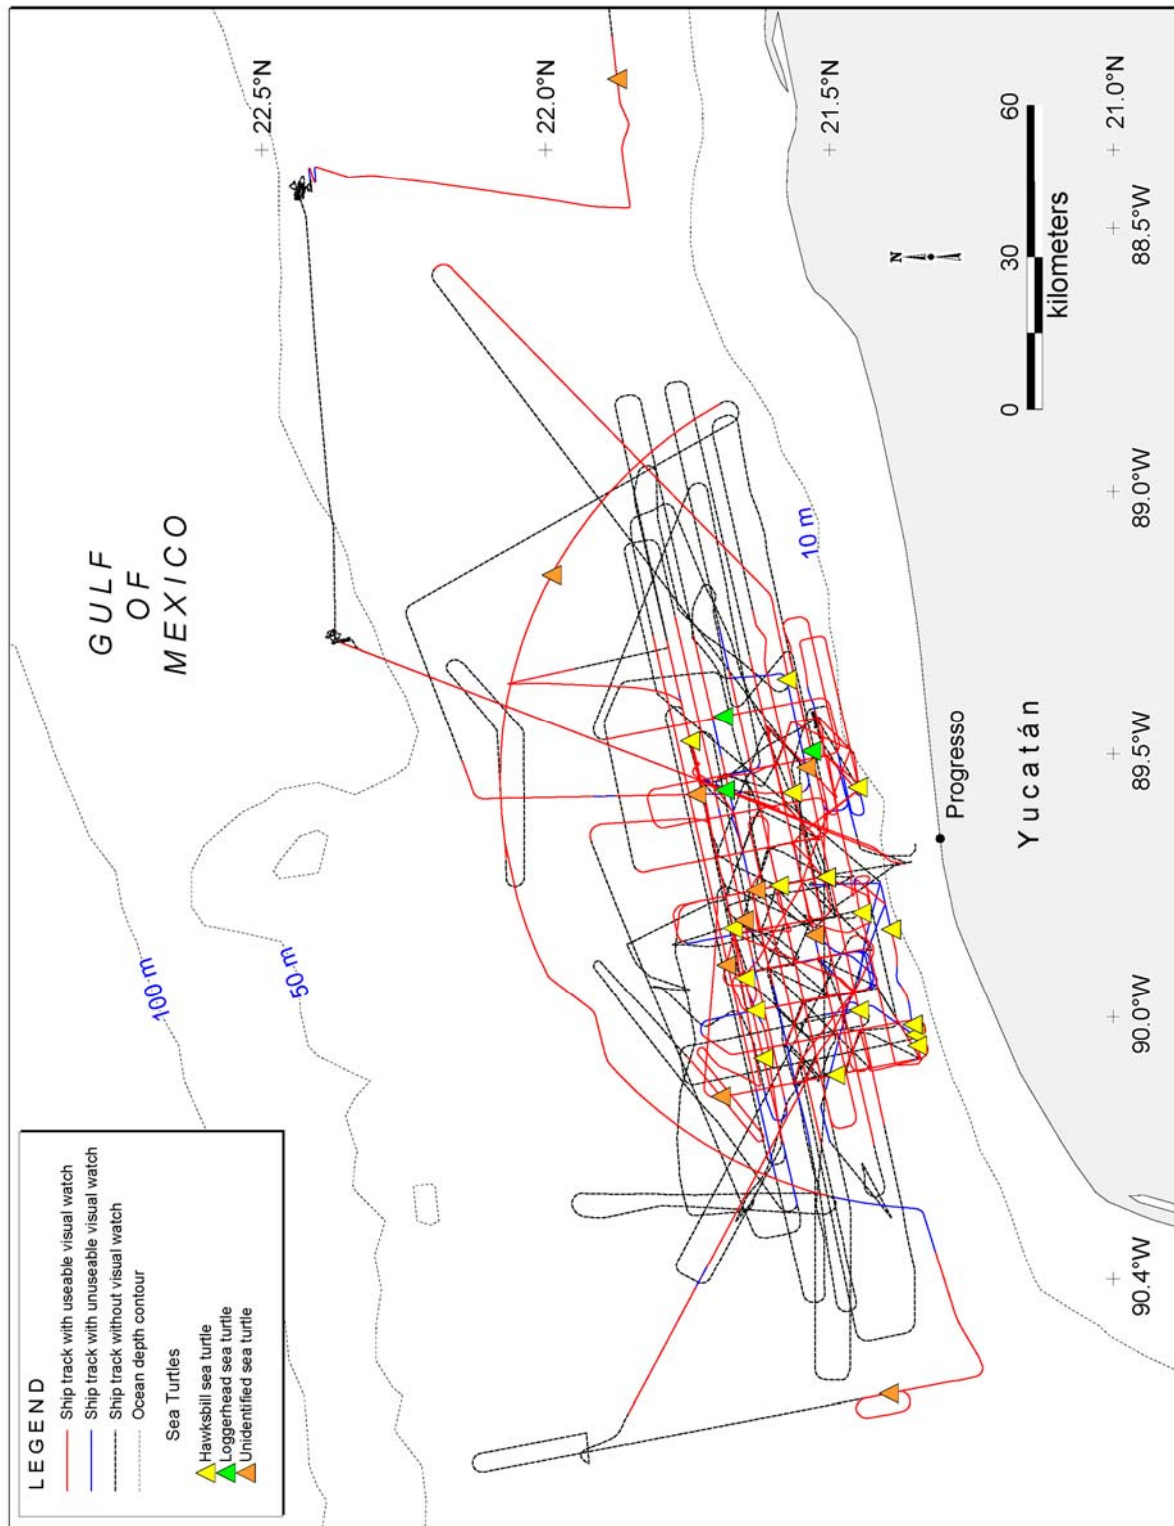 GULF
OF
MEXICO
22.5°N
22.0°N
21.5°N
21.0°N
100 m
50 m
10 m
Progresso
Yucatán
N
0 30 60
kilometers
90.4°W
90.0°W
89.5°W
89.0°W
88.5°W
LEGEND
Ship track with useable visual watch
Ship track with unuseable visual watch
Ship track without visual watch
Ocean depth contour
Sea Turtles
Hawksbill sea turtle
Loggerhead sea turtle
Unidentified sea turtle